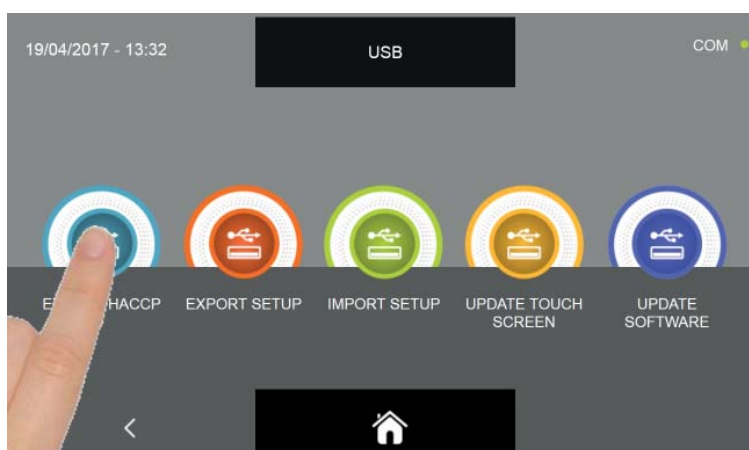 19/04/2017 - 13:32
USB
COM
HACCP
EXPORT SETUP
IMPORT SETUP
UPDATE TOUCH
SCREEN
UPDATE
SOFTWARE